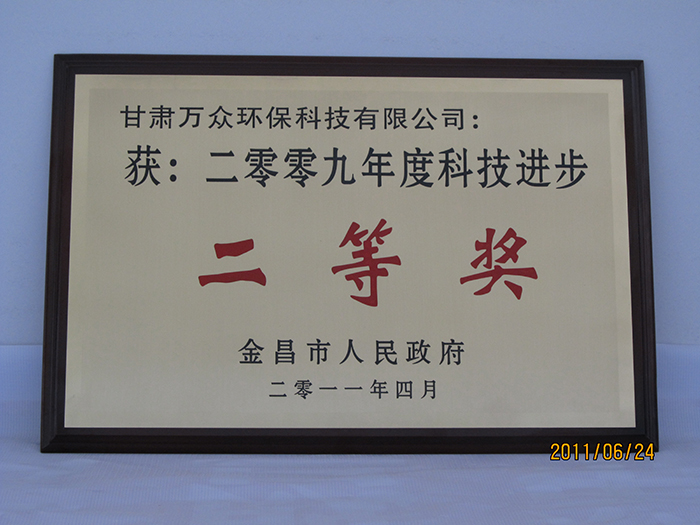 甘肃万众环保科技有限公司：
获：二零零九年度科技进步
二等奖
金昌市人民政府
二零一一年四月
2011/06/24